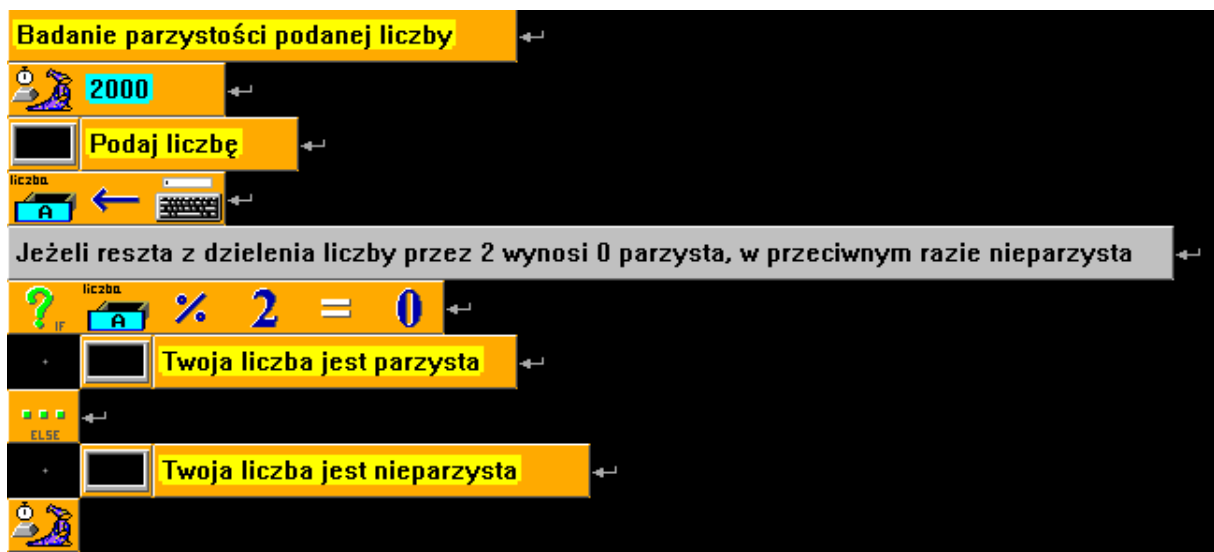 Badanie parzystości podanej liczby
2000
Podaj liczbę
liczba
A
Jeżeli reszta z dzielenia liczby przez 2 wynosi 0 parzysta, w przeciwnym razie nieparzysta
liczba
? IF A % 2 = 0
Twoja liczba jest parzysta
ELSE
Twoja liczba jest nieparzysta